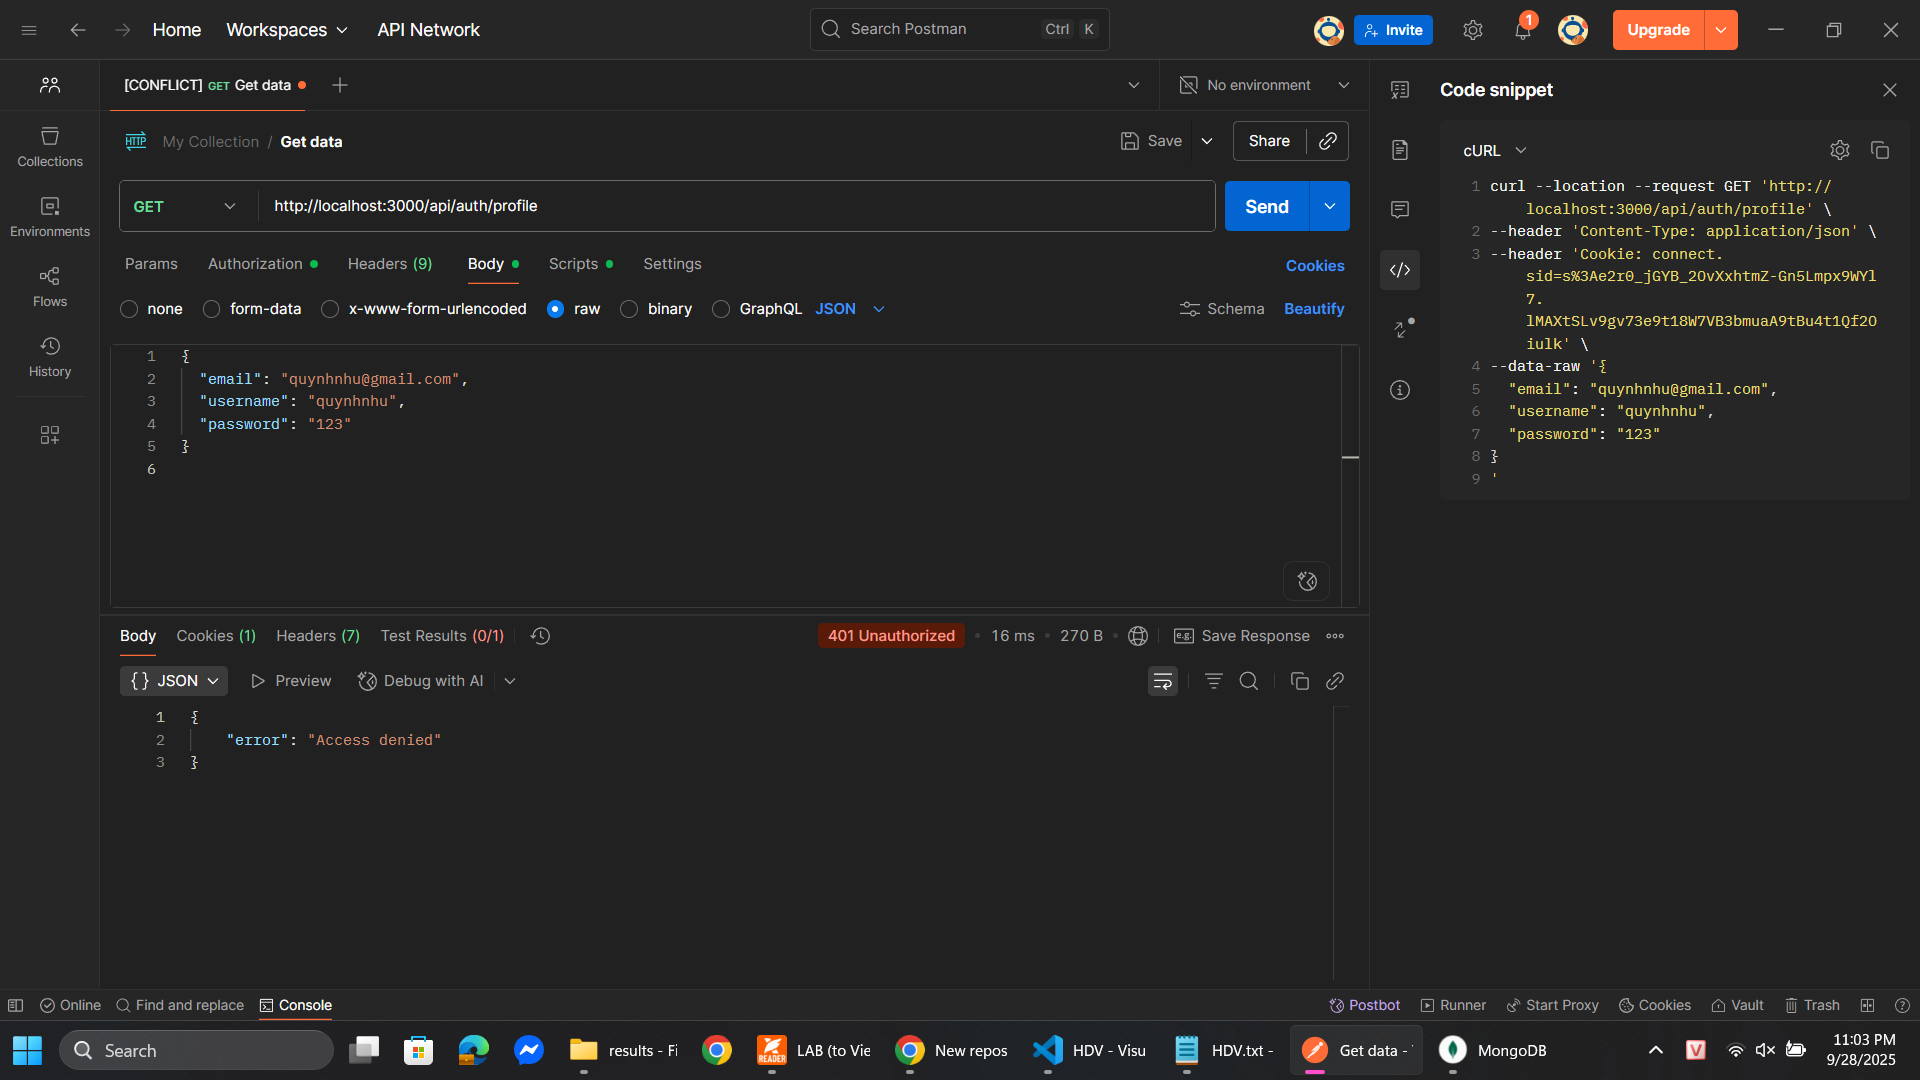 Home
Workspaces
API Network
Search Postman
Ctrl K
Invite
1
Upgrade
[CONFLICT] GET Get data
No environment
Code snippet
Collections
Environments
Flows
History
HTTP My Collection / Get data
Save
Share
GET
http://localhost:3000/api/auth/profile
Send
Params
Authorization
Headers (9)
Body
Scripts
Settings
Cookies
none
form-data
x-www-form-urlencoded
raw
binary
GraphQL
JSON
Schema
Beautify
1 {
2 "email": "quynhnhu@gmail.com",
3 "username": "quynhnhu",
4 "password": "123"
5 }
6
cURL
1 curl --location --request GET 'http://
localhost:3000/api/auth/profile' \
2 --header 'Content-Type: application/json' \
3 --header 'Cookie: connect.
sid=s%3Ae2r0_jGYB_2OvXxhtmZ-Gn5Lmpx9WYl
7.
lMAXtSLv9gv73e9t18W7VB3bmuaA9tBu4t1Qf2O
iulk' \
4 --data-raw '{
5 "email": "quynhnhu@gmail.com",
6 "username": "quynhnhu",
7 "password": "123"
8 }
9 '
Body
Cookies (1)
Headers (7)
Test Results (0/1)
401 Unauthorized
16 ms
270 B
e.g. Save Response
{} JSON
Preview
Debug with AI
1 {
2 "error": "Access denied"
3 }
Online
Find and replace
Console
Postbot
Runner
Start Proxy
Cookies
Vault
Trash
Search
results - Fi
READER
LAB (to Vie
New repos
HDV - Visu
HDV.txt -
Get data -
MongoDB
V
11:03 PM
9/28/2025